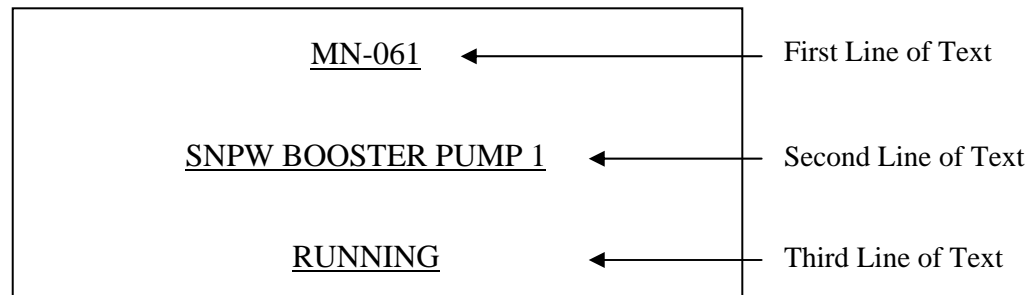 MN-061 First Line of Text
SNPW BOOSTER PUMP 1 Second Line of Text
RUNNING Third Line of Text